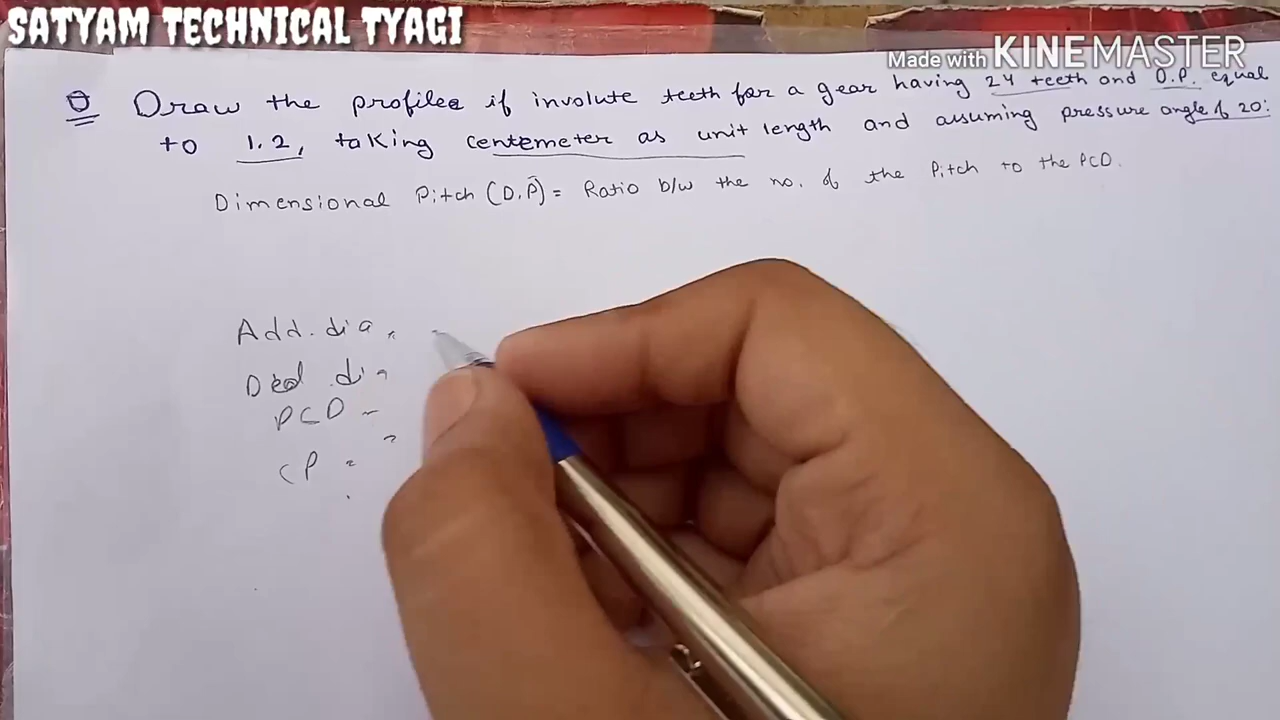 SATYAM TECHNICAL TYAGI
Made with KINEMASTER
Q Draw the profilee if involute teeth for a gear having 24 teeth and D.P. equal
to 1.2, taking centemeter as unit length and assuming pressure angle of 20°.
Dimensional Pitch (D.P) = Ratio b/w the no. of the Pitch to the PCD.
Add. dia
Ded dia
PCD -
CP =